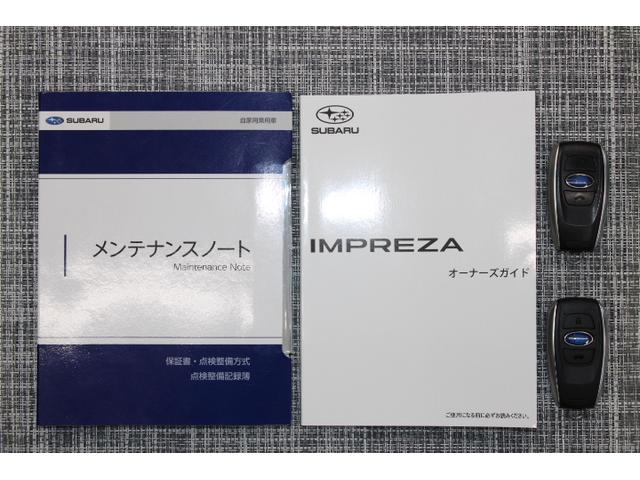 SUBARU
自家用乗用車
メンテナンスノート
Maintenance Note
保証書・点検整備方式
点検整備記録簿
SUBARU
IMPREZA
オーナーズガイド
ご使用になる前に必ずお読みください。